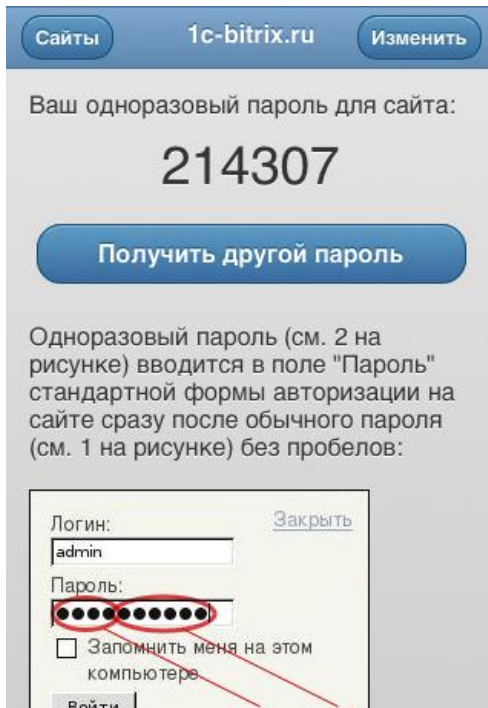 Сайты 1c-bitrix.ru Изменить
Ваш одноразовый пароль для сайта:
214307
Получить другой пароль
Одноразовый пароль (см. 2 на
рисунке) вводится в поле "Пароль"
стандартной формы авторизации на
сайте сразу после обычного пароля
(см. 1 на рисунке) без пробелов:
Логин: Закрыть
admin
Пароль:
Запомнить меня на этом
компьютере
Войти